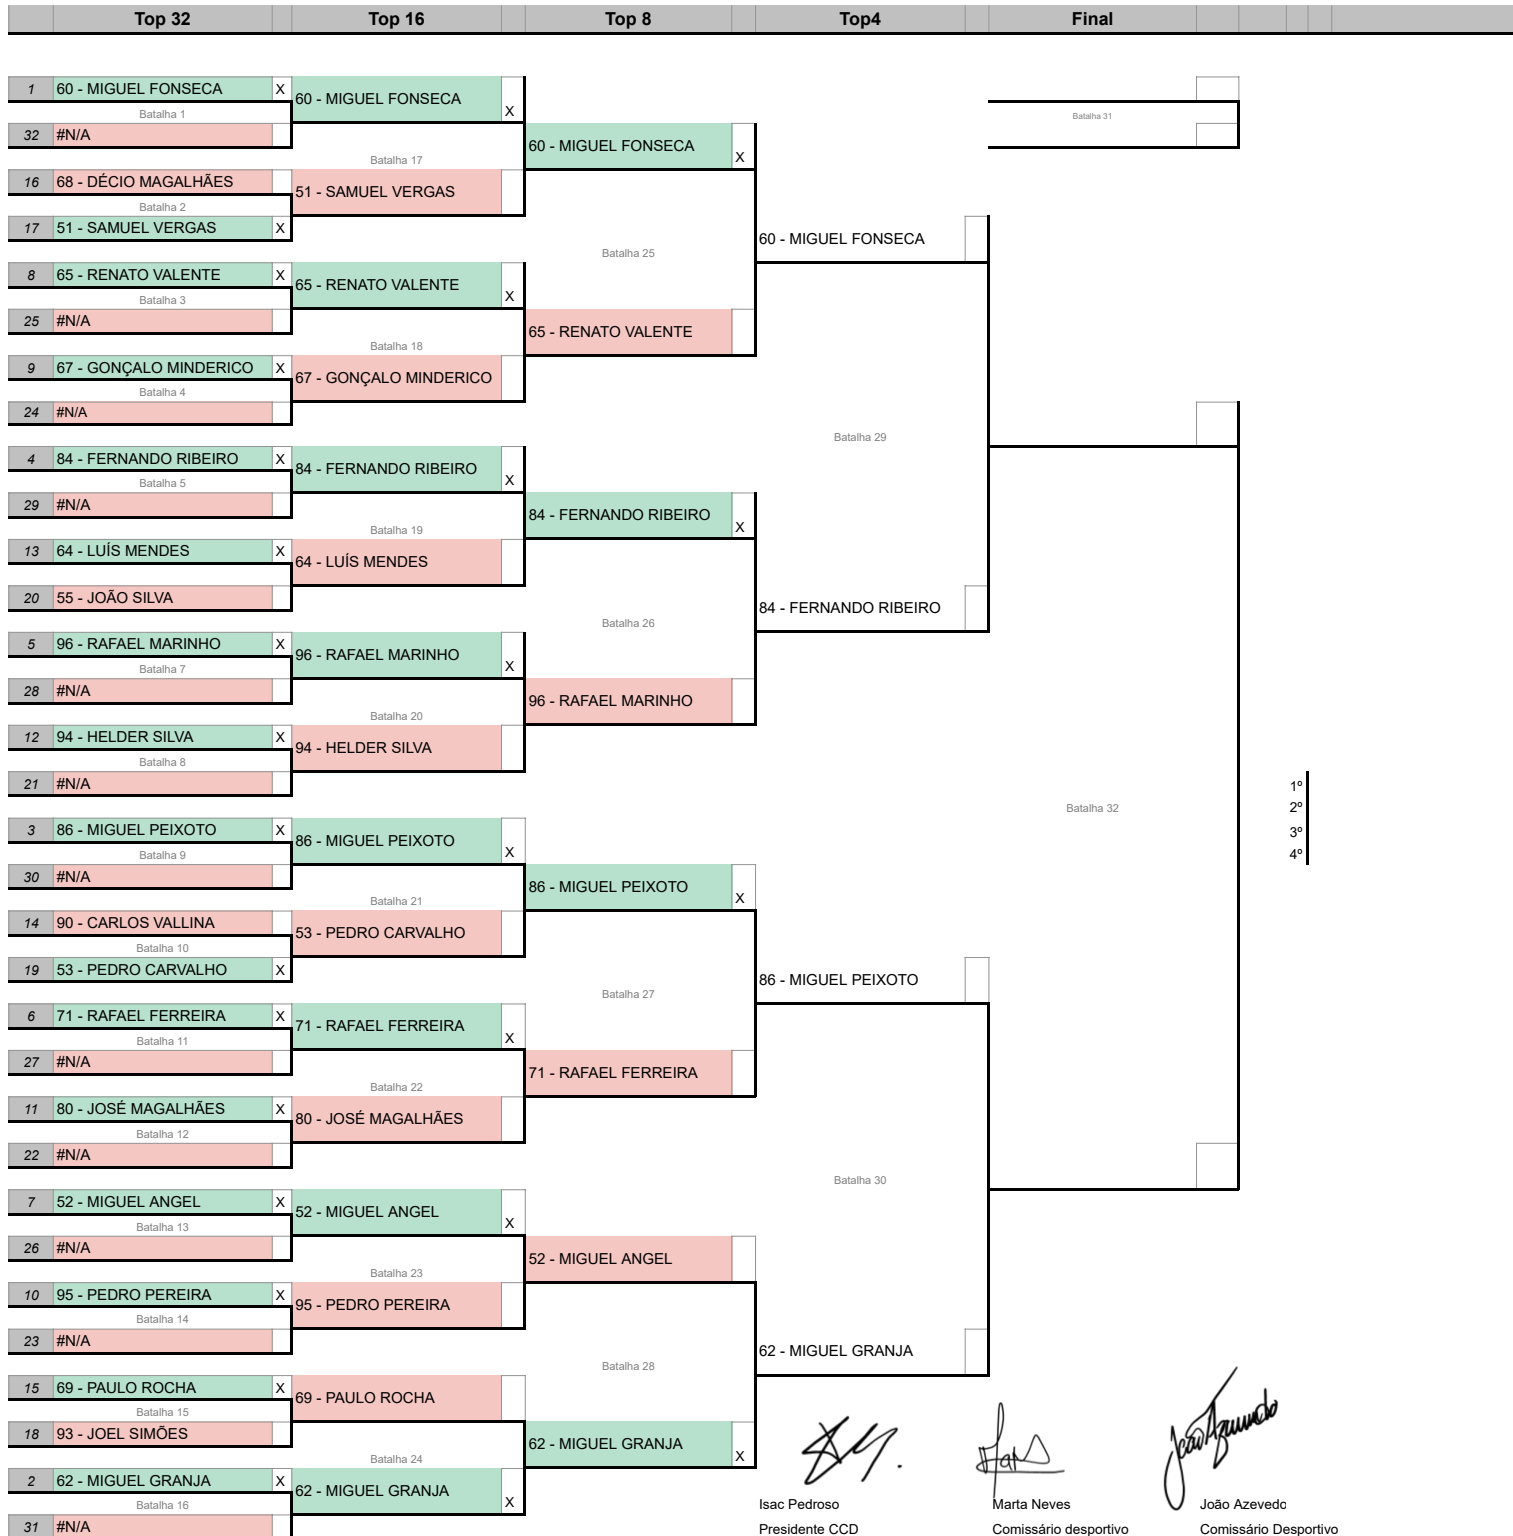 Top 32 Top 16 Top 8 Top4 Final
1 60 - MIGUEL FONSECA X
Batalha 1
32 #N/A
16 68 - DÉCIO MAGALHÃES
Batalha 2
17 51 - SAMUEL VERGAS X
8 65 - RENATO VALENTE X
Batalha 3
25 #N/A
9 67 - GONÇALO MINDERICO X
Batalha 4
24 #N/A
4 84 - FERNANDO RIBEIRO X
Batalha 5
29 #N/A
13 64 - LUÍS MENDES X
20 55 - JOÃO SILVA
5 96 - RAFAEL MARINHO X
Batalha 7
28 #N/A
12 94 - HELDER SILVA X
Batalha 8
21 #N/A
3 86 - MIGUEL PEIXOTO X
Batalha 9
30 #N/A
14 90 - CARLOS VALLINA
Batalha 10
19 53 - PEDRO CARVALHO X
6 71 - RAFAEL FERREIRA X
Batalha 11
27 #N/A
11 80 - JOSÉ MAGALHÃES X
Batalha 12
22 #N/A
7 52 - MIGUEL ANGEL X
Batalha 13
26 #N/A
10 95 - PEDRO PEREIRA X
Batalha 14
23 #N/A
15 69 - PAULO ROCHA X
Batalha 15
18 93 - JOEL SIMÕES
2 62 - MIGUEL GRANJA X
Batalha 16
31 #N/A
60 - MIGUEL FONSECA X
Batalha 17
51 - SAMUEL VERGAS
65 - RENATO VALENTE X
Batalha 18
67 - GONÇALO MINDERICO
84 - FERNANDO RIBEIRO X
Batalha 19
64 - LUÍS MENDES
96 - RAFAEL MARINHO X
Batalha 20
94 - HELDER SILVA
86 - MIGUEL PEIXOTO X
Batalha 21
53 - PEDRO CARVALHO
71 - RAFAEL FERREIRA X
Batalha 22
80 - JOSÉ MAGALHÃES
52 - MIGUEL ANGEL X
Batalha 23
95 - PEDRO PEREIRA
69 - PAULO ROCHA
Batalha 24
62 - MIGUEL GRANJA X
60 - MIGUEL FONSECA X
Batalha 25
65 - RENATO VALENTE
84 - FERNANDO RIBEIRO X
Batalha 26
96 - RAFAEL MARINHO
86 - MIGUEL PEIXOTO X
Batalha 27
71 - RAFAEL FERREIRA
52 - MIGUEL ANGEL
Batalha 28
62 - MIGUEL GRANJA X
60 - MIGUEL FONSECA
Batalha 29
84 - FERNANDO RIBEIRO
86 - MIGUEL PEIXOTO
Batalha 30
62 - MIGUEL GRANJA
Batalha 31
Batalha 32
1º
2º
3º
4º
Isac Pedroso
Presidente CCD
Marta Neves
Comissário desportivo
João Azevedo
Comissário Desportivo